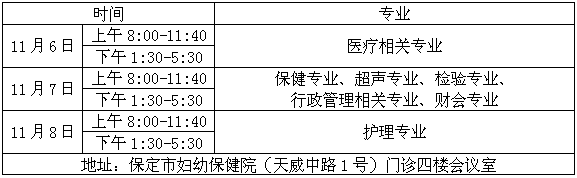 时间 专业
11月6日 上午 8:00-11:40 医疗相关专业
下午 1:30-5:30
11月7日 上午 8:00-11:40 保健专业、超声专业、检验专业、
下午 1:30-5:30 行政管理相关专业、财会专业
11月8日 上午 8:00-11:40 护理专业
下午 1:30-5:30
地址：保定市妇幼保健院（天威中路1号）门诊四楼会议室